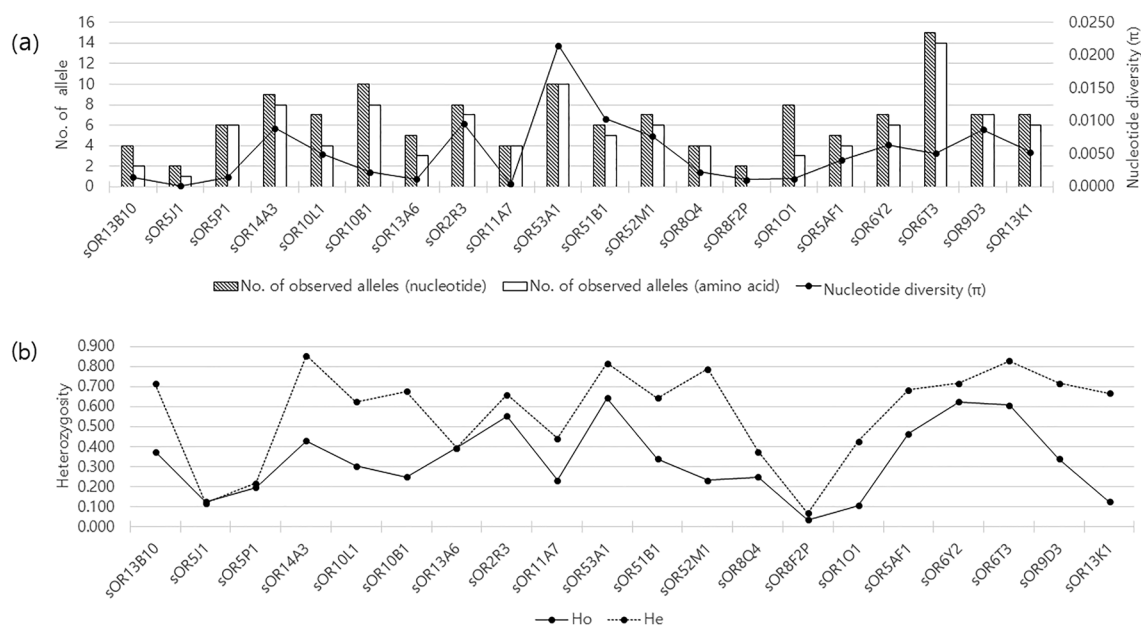 (a)
No. of allele
16
14
12
10
8
6
4
2
0
0.0250
0.0200
0.0150
0.0100
0.0050
0.0000
Nucleotide diversity (π)
sOR13B10
sOR5J1
sOR5P1
sOR14A3
sOR10L1
sOR10B1
sOR13A6
sOR2R3
sOR11A7
sOR53A1
sOR51B1
sOR52M1
sOR8Q4
sOR8F2P
sOR1O1
sOR5AF1
sOR6Y2
sOR6T3
sOR9D3
sOR13K1
No. of observed alleles (nucleotide) No. of observed alleles (amino acid) Nucleotide diversity (π)
(b)
Heterozygosity
0.900
0.800
0.700
0.600
0.500
0.400
0.300
0.200
0.100
0.000
sOR13B10
sOR5J1
sOR5P1
sOR14A3
sOR10L1
sOR10B1
sOR13A6
sOR2R3
sOR11A7
sOR53A1
sOR51B1
sOR52M1
sOR8Q4
sOR8F2P
sOR1O1
sOR5AF1
sOR6Y2
sOR6T3
sOR9D3
sOR13K1
Ho He